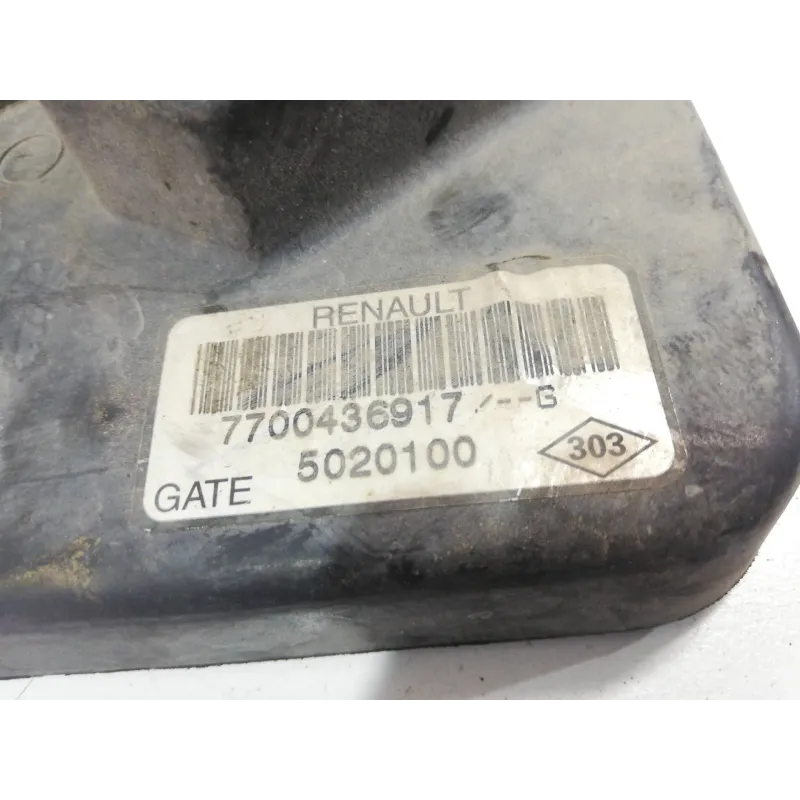 RENAULT
7700436917/--G
5020100
GATE
303